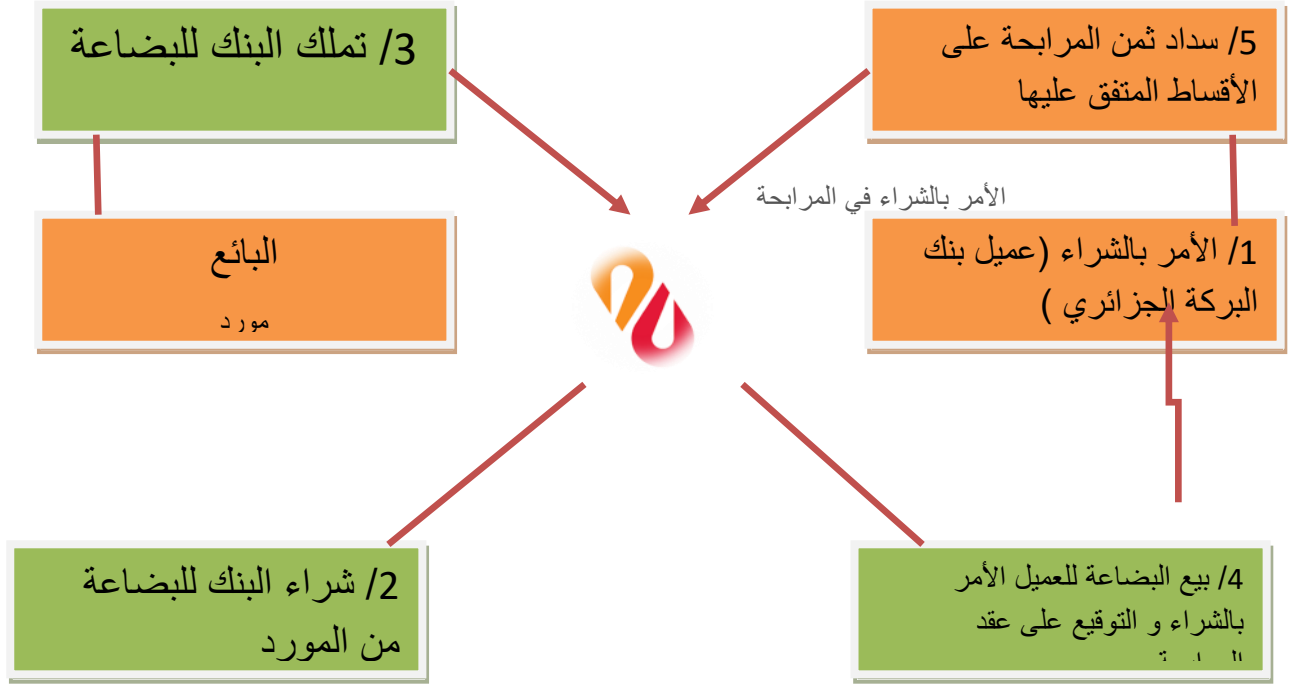 3/ تملك البنك للبضاعة
5/ سداد ثمن المرابحة على
الأقساط المتفق عليها
الأمر بالشراء في المرابحة
البائع
مورد
1/ الأمر بالشراء (عميل بنك
البركة الجزائري )
2/ شراء البنك للبضاعة
من المورد
4/ بيع البضاعة للعميل الأمر
بالشراء و التوقيع على عقد